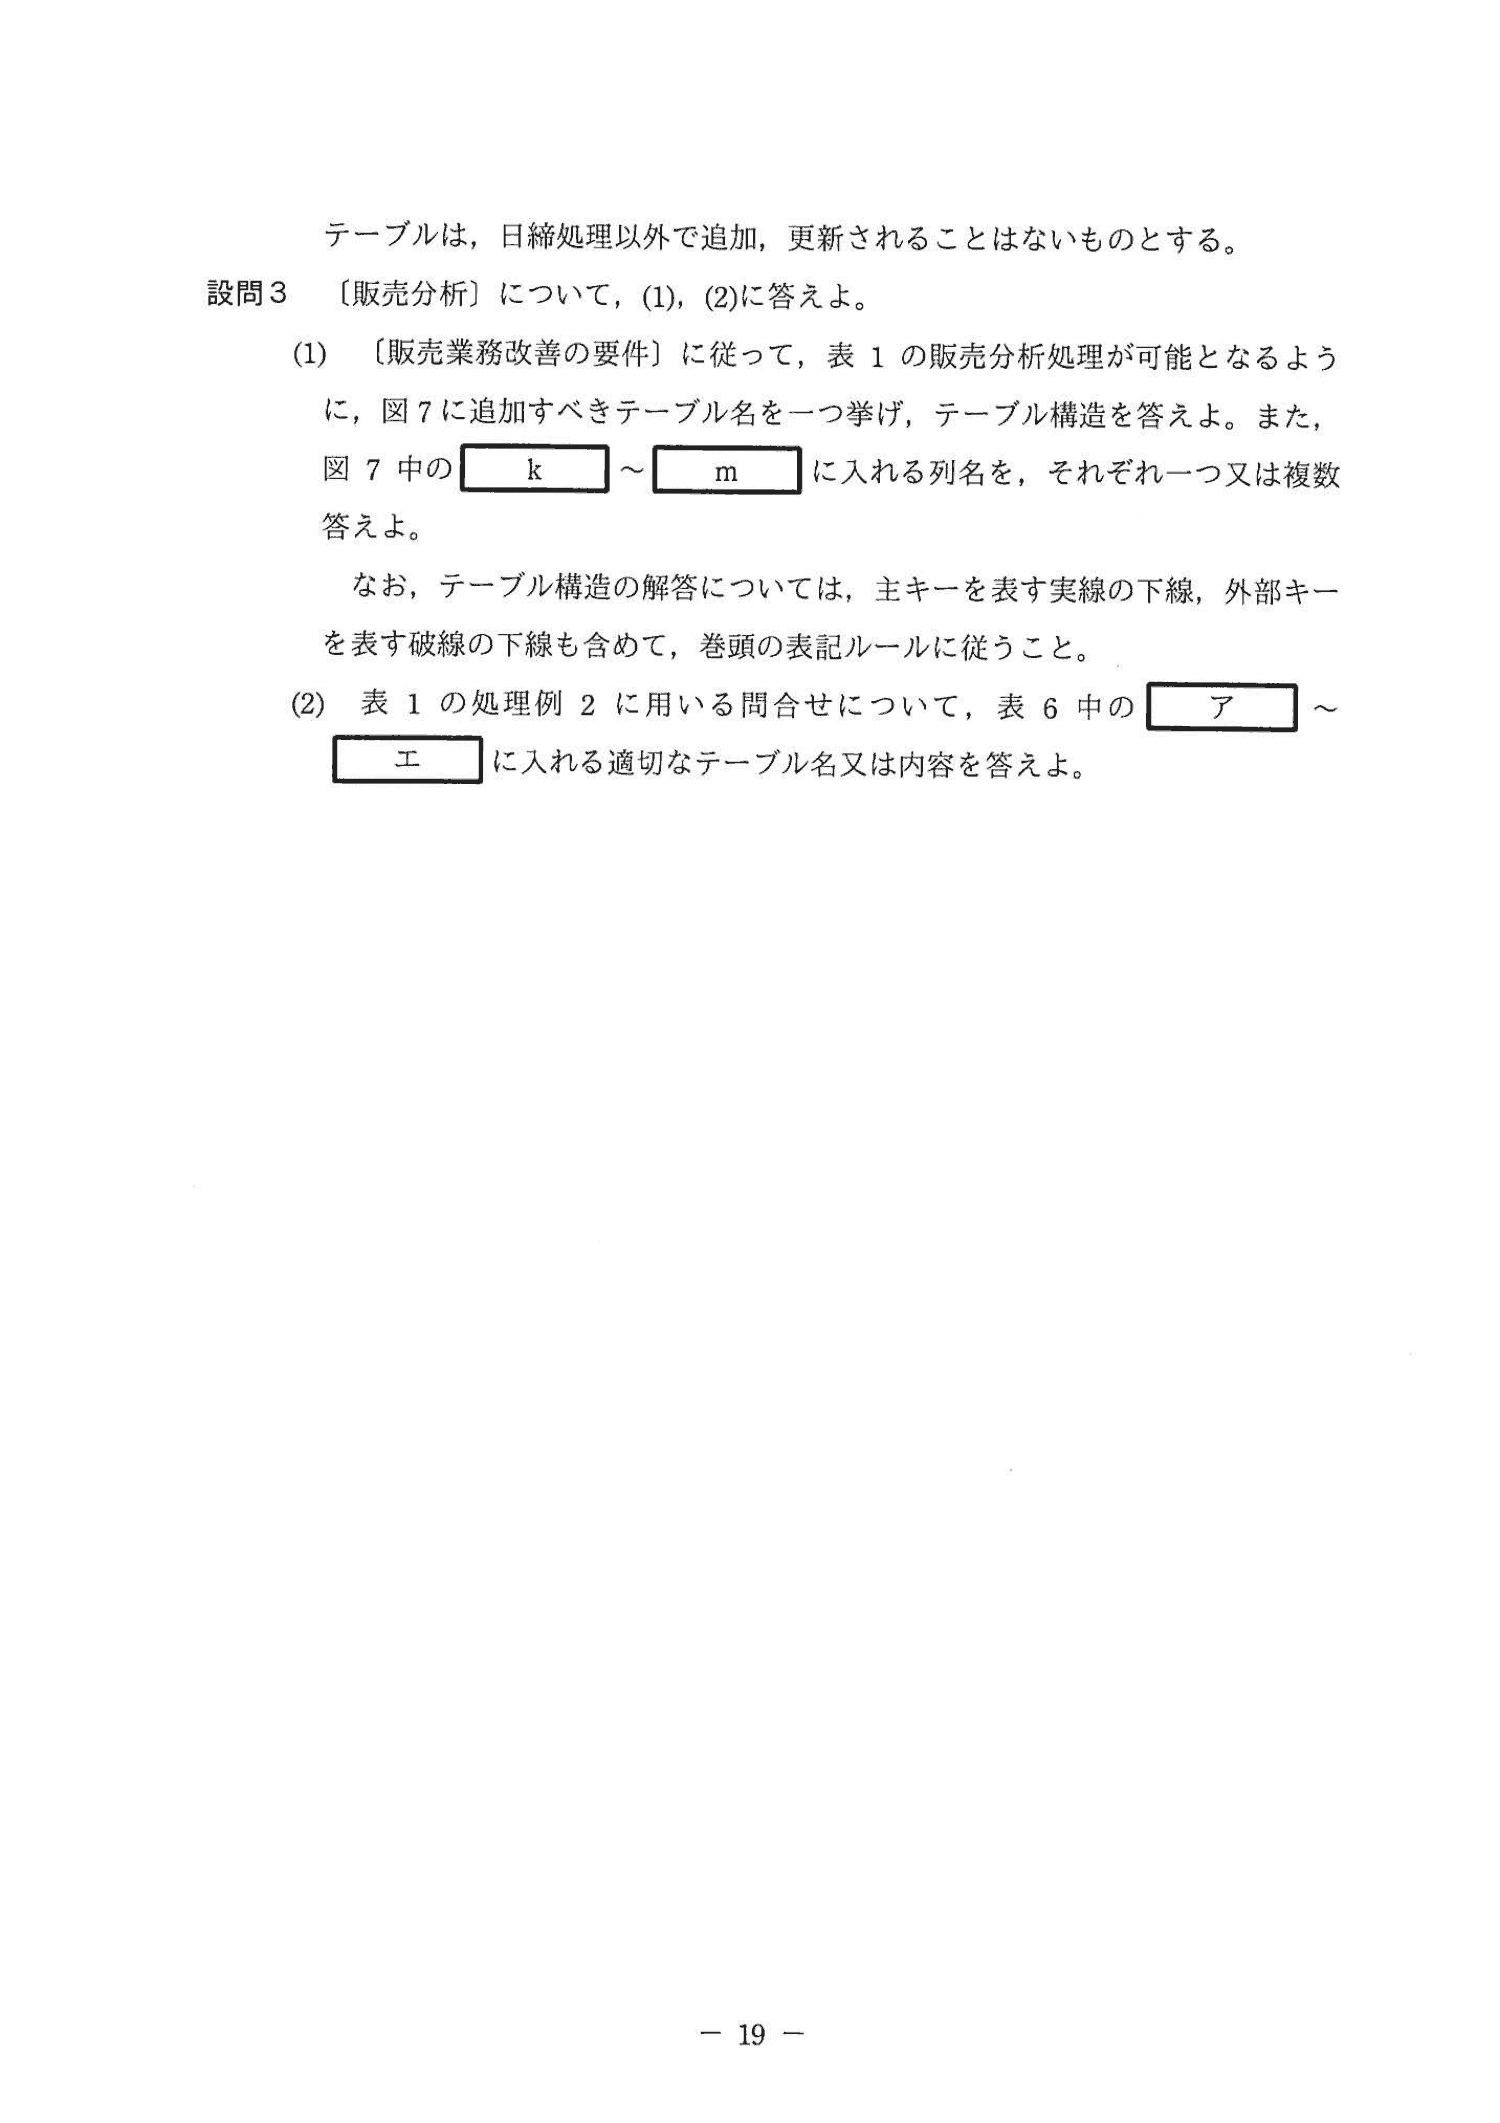 テーブルは，日締処理以外で追加，更新されることはないものとする。
設問３　〔販売分析〕について，(1)，(2)に答えよ。
(1)　〔販売業務改善の要件〕に従って，表 1 の販売分析処理が可能となるよう
に，図 7 に追加すべきテーブル名を一つ挙げ，テーブル構造を答えよ。また，
図 7 中の k ～ m に入れる列名を，それぞれ一つ又は複数
答えよ。
なお，テーブル構造の解答については，主キーを表す実線の下線，外部キー
を表す破線の下線も含めて，巻頭の表記ルールに従うこと。
(2)　表 1 の処理例 2 に用いる問合せについて，表 6 中の ア ～
エ に入れる適切なテーブル名又は内容を答えよ。
－ 19 －